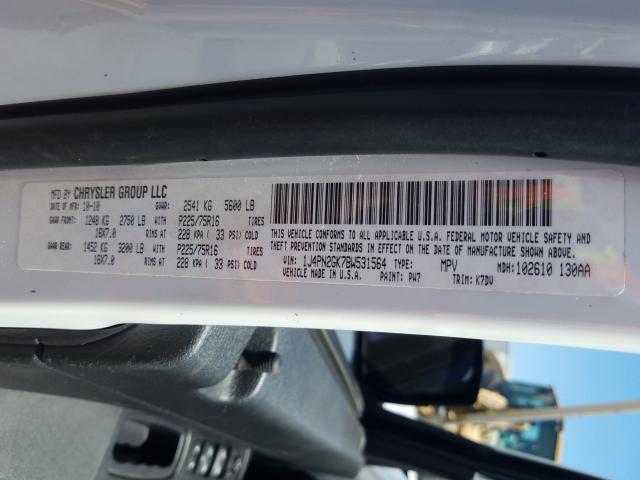 MFD BY CHRYSLER GROUP LLC
DATE OF MFR: 10-10 GVWR: 2541 KG 5600 LB
GAWR FRONT: 1248 KG 2750 LB WITH P225/75R16 TIRES
16X7.0 RIMS AT 228 KPA ( 33 PSI) COLD
GAWR REAR: 1452 KG 3200 LB WITH P225/75R16 TIRES
16X7.0 RIMS AT 228 KPA ( 33 PSI) COLD
THIS VEHICLE CONFORMS TO ALL APPLICABLE U.S.A. FEDERAL MOTOR VEHICLE SAFETY AND
THEFT PREVENTION STANDARDS IN EFFECT ON THE DATE OF MANUFACTURE SHOWN ABOVE.
VIN: 1J4PN2GK7BW531564 TYPE: MPV MDH: 102610 130AA
MADE IN U.S.A. PAINT: PW7 TRIM: K7DV